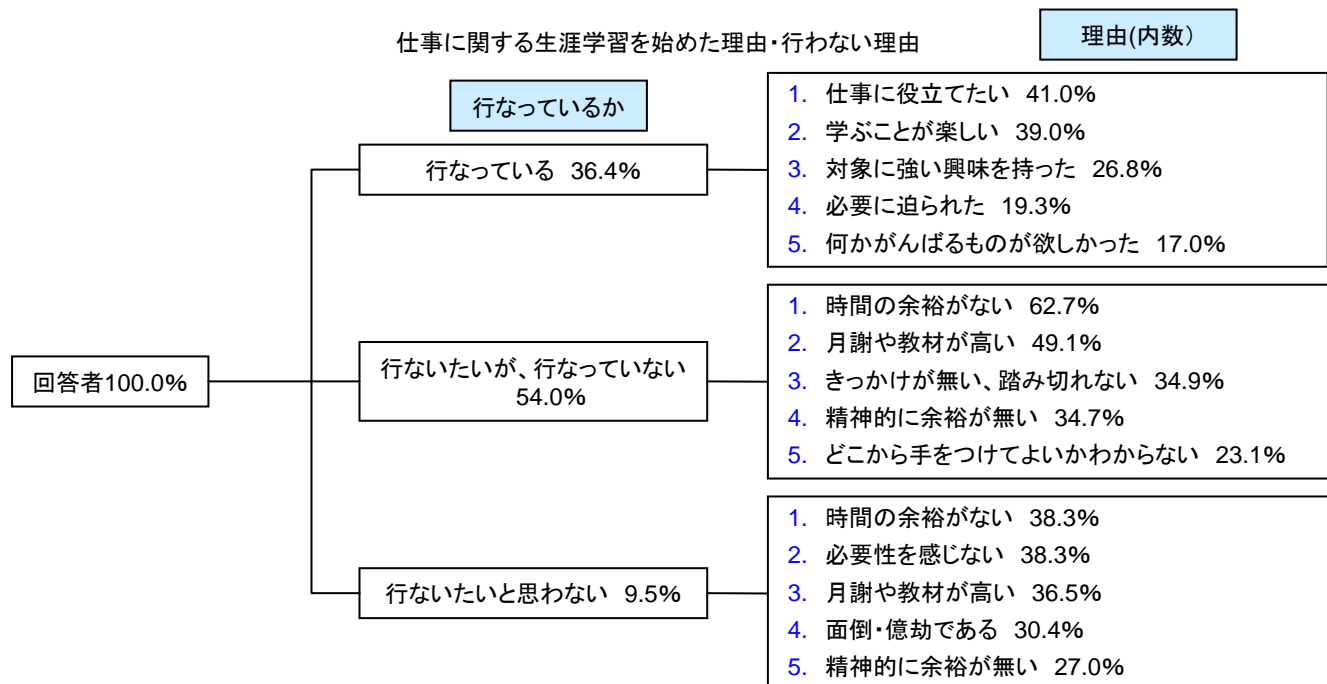 仕事に関する生涯学習を始めた理由・行わない理由
理由(内数）
行なっているか
行なっている 36.4%
1. 仕事に役立てたい 41.0%
2. 学ぶことが楽しい 39.0%
3. 対象に強い興味を持った 26.8%
4. 必要に迫られた 19.3%
5. 何かがんばるものが欲しかった 17.0%
回答者100.0%
行ないたいが、行なっていない
54.0%
1. 時間の余裕がない 62.7%
2. 月謝や教材が高い 49.1%
3. きっかけが無い、踏み切れない 34.9%
4. 精神的に余裕が無い 34.7%
5. どこから手をつけてよいかわからない 23.1%
行ないたいと思わない 9.5%
1. 時間の余裕がない 38.3%
2. 必要性を感じない 38.3%
3. 月謝や教材が高い 36.5%
4. 面倒・億劫である 30.4%
5. 精神的に余裕が無い 27.0%